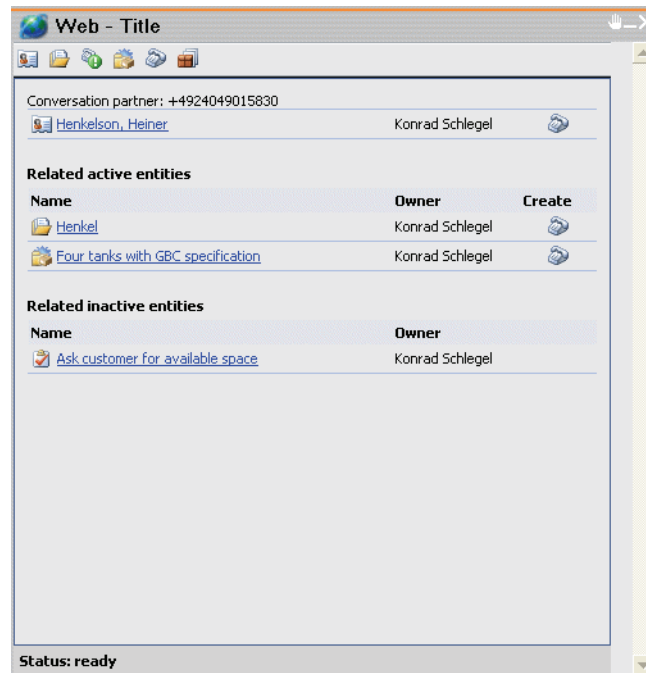 Web - Title
Conversation partner: +4924049015830
Henkelson, Heiner Konrad Schlegel
Related active entities
Name Owner Create
Henkel Konrad Schlegel
Four tanks with GBC specification Konrad Schlegel
Related inactive entities
Name Owner
Ask customer for available space Konrad Schlegel
Status: ready